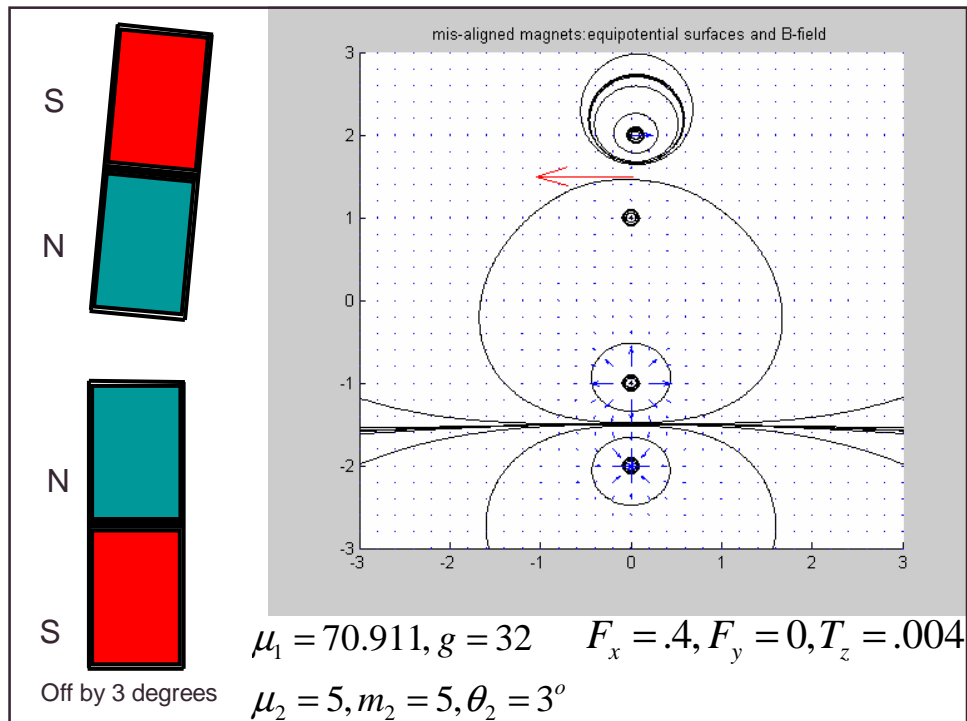 S
N
N
S
Off by 3 degrees
mis-aligned magnets:equipotential surfaces and B-field
3
2
1
0
-1
-2
-3
-3 -2 -1 0 1 2 3
μ₁ = 70.911, g = 32 Fₓ = .4, F_y = 0, T_z = .004
μ₂ = 5, m₂ = 5, θ₂ = 3°